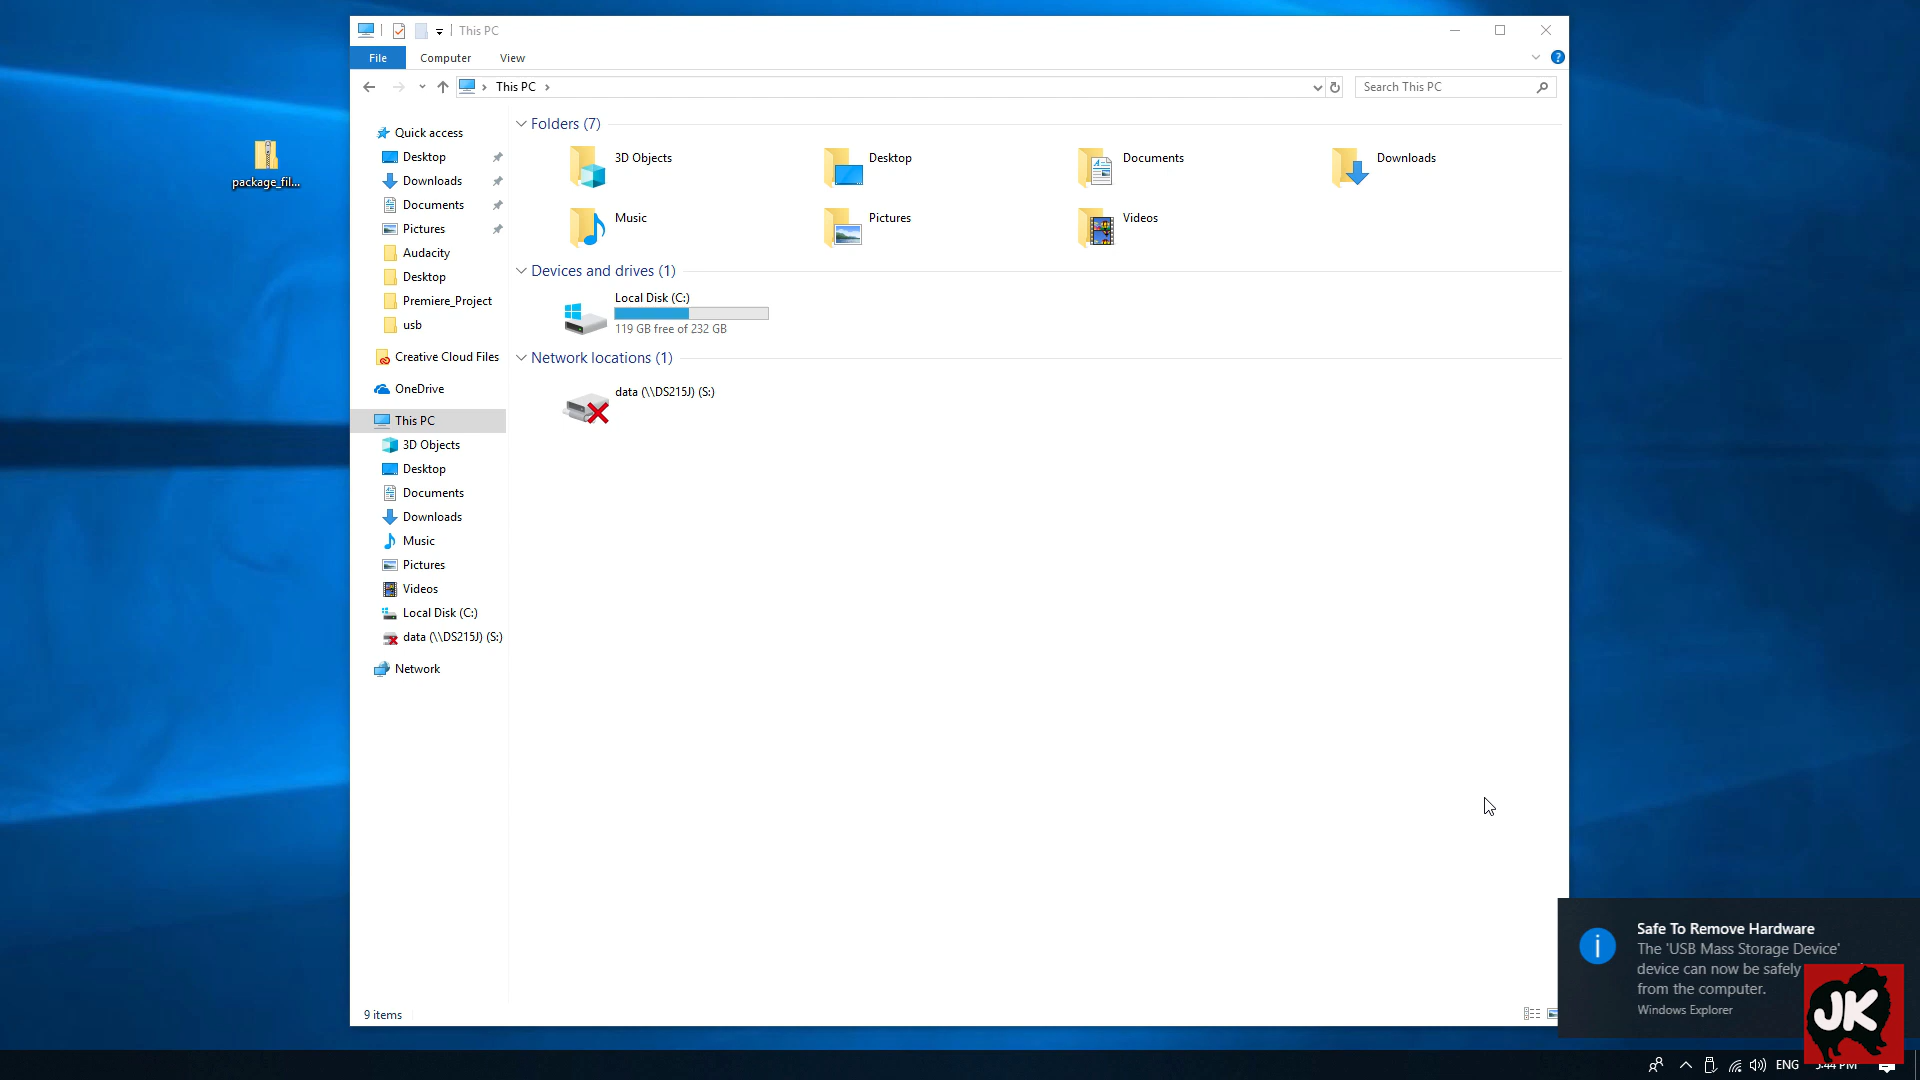 This PC
File
Computer
View
This PC
Search This PC
package_fil...
Quick access
Desktop
Downloads
Documents
Pictures
Audacity
Desktop
Premiere_Project
usb
Creative Cloud Files
OneDrive
This PC
3D Objects
Desktop
Documents
Downloads
Music
Pictures
Videos
Local Disk (C:)
data (\\DS215J) (S:)
Network
Folders (7)
3D Objects
Desktop
Documents
Downloads
Music
Pictures
Videos
Devices and drives (1)
Local Disk (C:)
119 GB free of 232 GB
Network locations (1)
data (\\DS215J) (S:)
9 items
Safe To Remove Hardware
The 'USB Mass Storage Device'
device can now be safely
from the computer.
Windows Explorer
JK
ENG